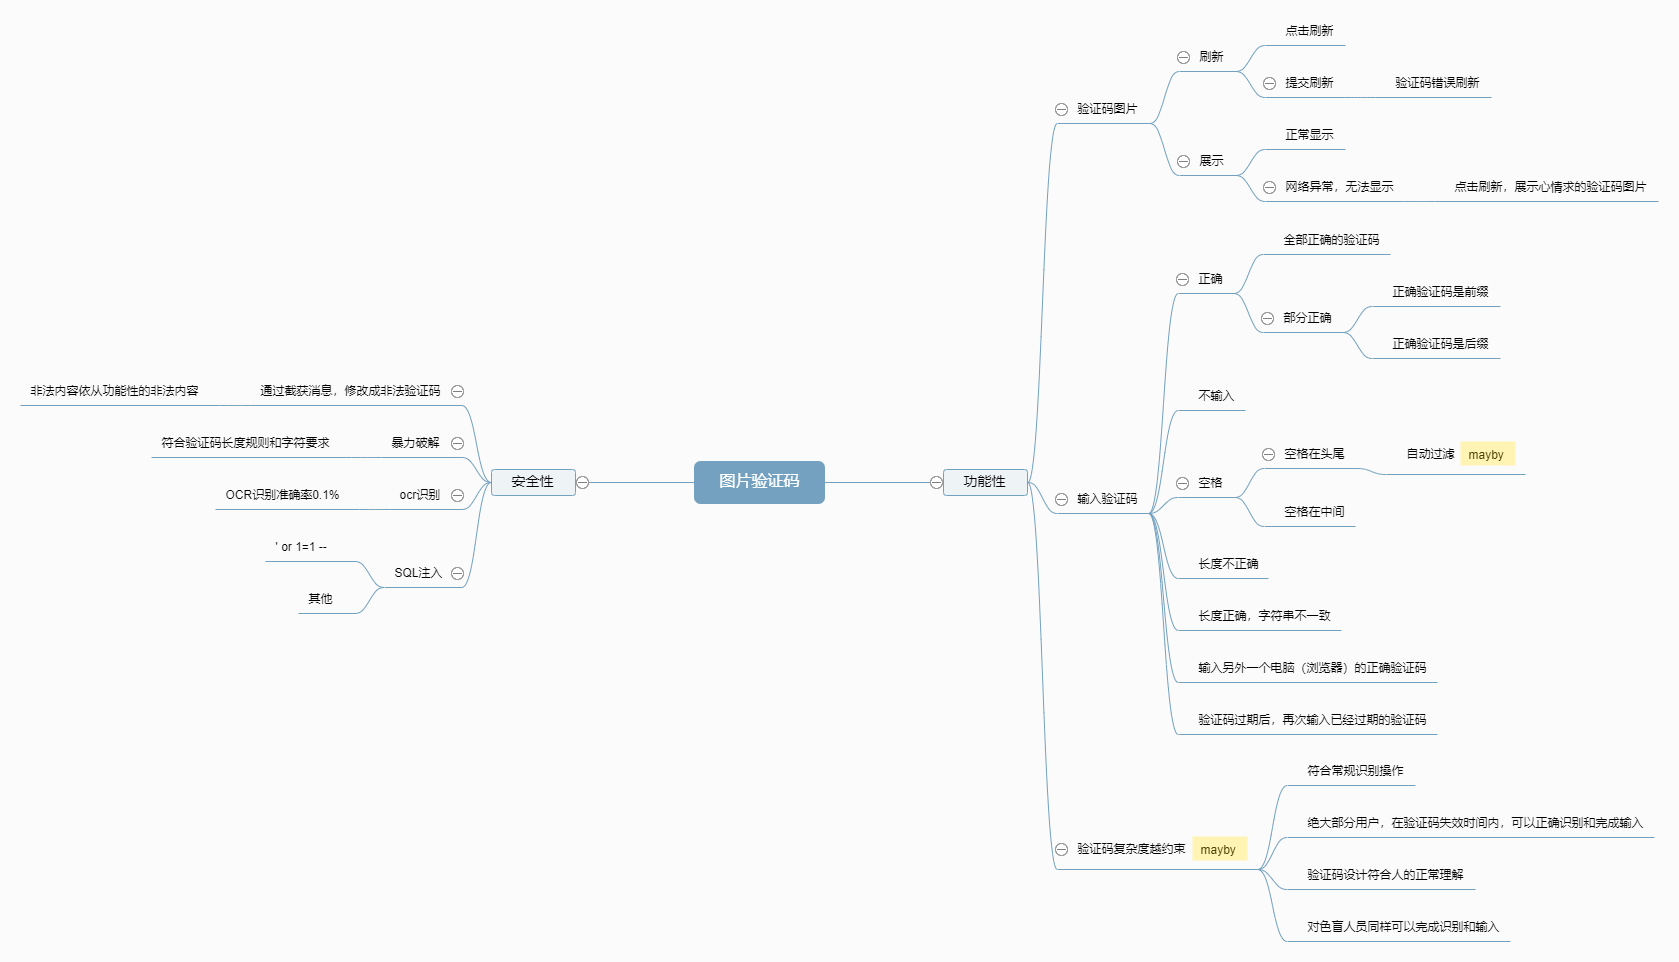 图片验证码
功能性
验证码图片
刷新
点击刷新
提交刷新
验证码错误刷新
展示
正常显示
网络异常，无法显示
点击刷新，展示心情求的验证码图片
输入验证码
正确
全部正确的验证码
部分正确
正确验证码是前缀
正确验证码是后缀
不输入
空格
空格在头尾
自动过滤 mayby
空格在中间
长度不正确
长度正确，字符串不一致
输入另外一个电脑（浏览器）的正确验证码
验证码过期后，再次输入已经过期的验证码
验证码复杂度越约束 mayby
符合常规识别操作
绝大部分用户，在验证码失效时间内，可以正确识别和完成输入
验证码设计符合人的正常理解
对色盲人员同样可以完成识别和输入
安全性
通过截获消息，修改成非法验证码
非法内容依从功能性的非法内容
暴力破解
符合验证码长度规则和字符要求
ocr识别
OCR识别准确率0.1%
SQL注入
' or 1=1 --
其他